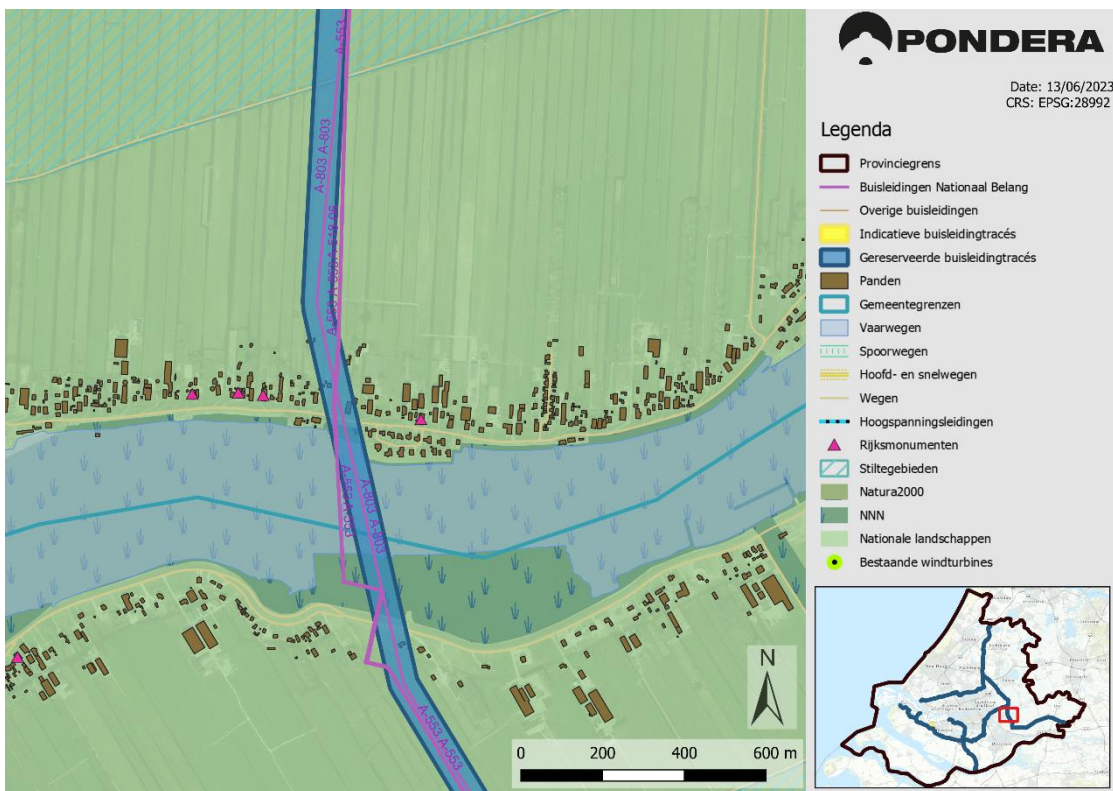 PONDERA
Date: 13/06/2023
CRS: EPSG:28992
Legenda
Provinciegrens
Buisleidingen Nationaal Belang
Overige buisleidingen
Indicatieve buisleidingtracés
Gereserveerde buisleidingtracés
Panden
Gemeentegrenzen
Vaarwegen
Spoorwegen
Hoofd- en snelwegen
Wegen
Hoogspanningsleidingen
Rijksmonumenten
Stiltegebieden
Natura2000
NNN
Nationale landschappen
Bestaande windturbines
A-553
A-803 A-803
A-803 A-803
A-553 A-553
N
0 200 400 600 m